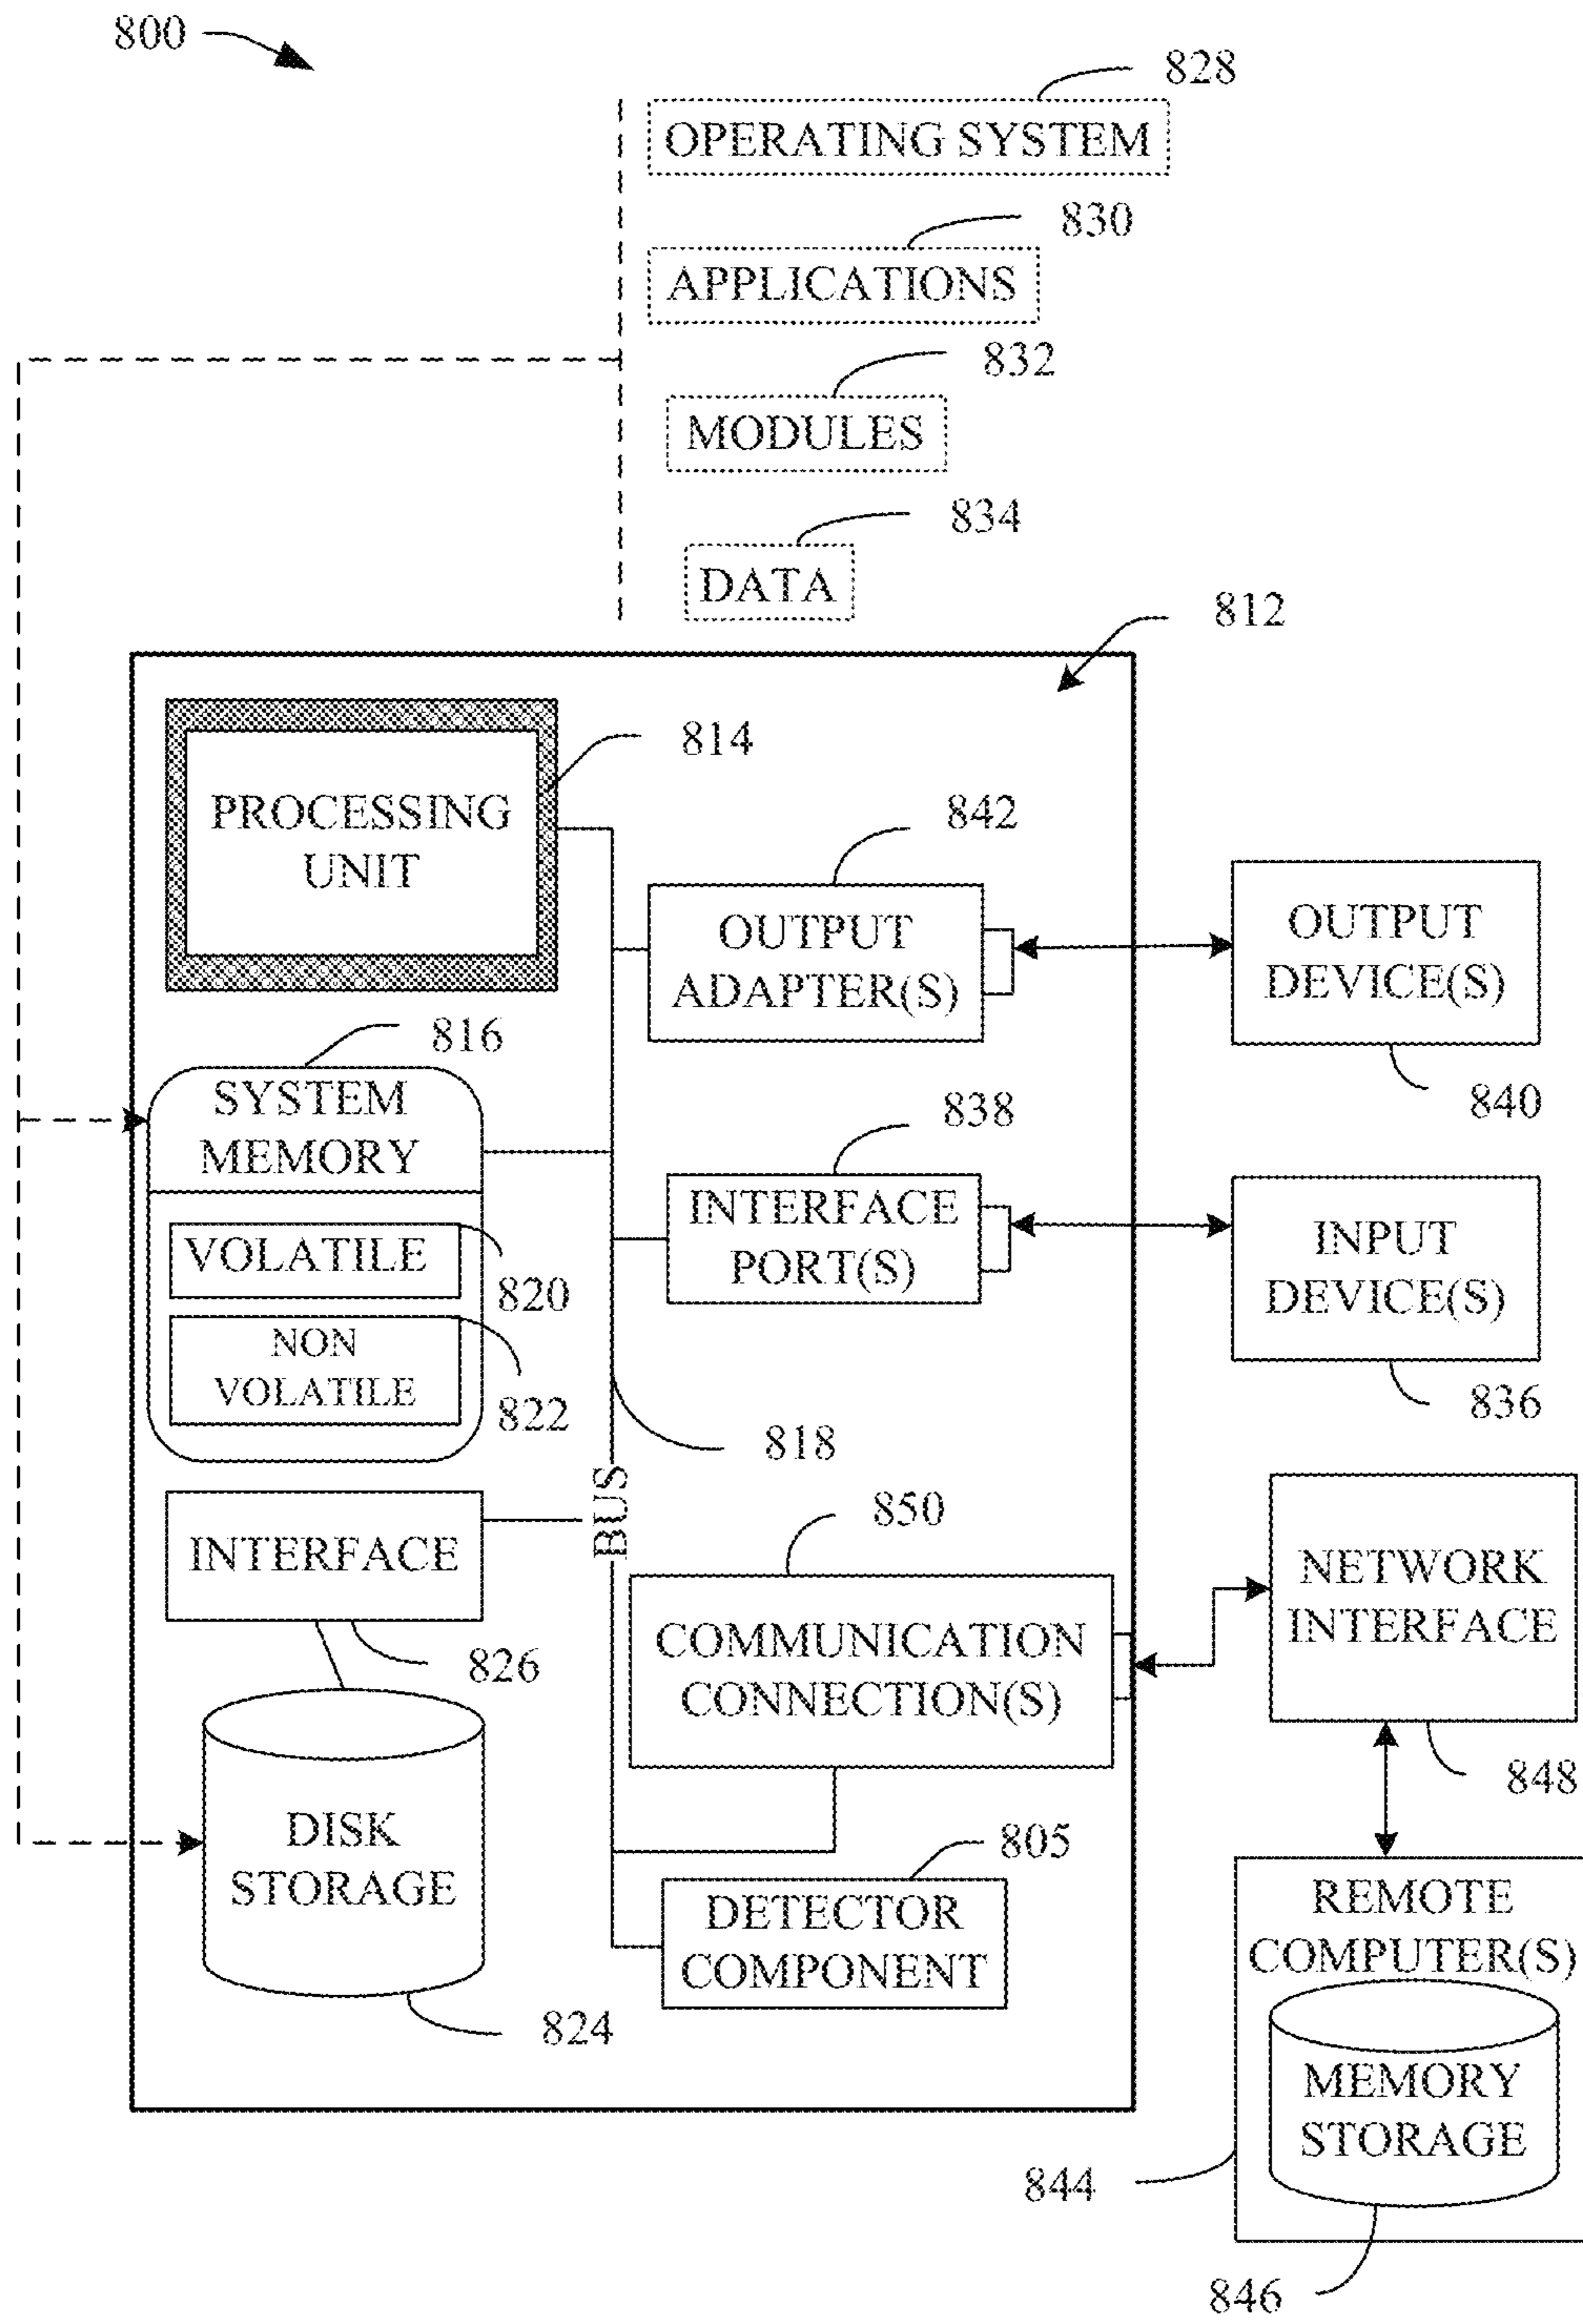 800
828
OPERATING SYSTEM
830
APPLICATIONS
832
MODULES
834
DATA
812
814
PROCESSING
UNIT
842
OUTPUT
ADAPTER(S)
OUTPUT
DEVICE(S)
840
816
SYSTEM
MEMORY
838
INTERFACE
PORT(S)
INPUT
DEVICE(S)
836
VOLATILE
820
NON
VOLATILE
822
818
BUS
INTERFACE
826
850
COMMUNICATION
CONNECTION(S)
NETWORK
INTERFACE
848
DISK
STORAGE
824
805
DETECTOR
COMPONENT
REMOTE
COMPUTER(S)
MEMORY
STORAGE
844
846